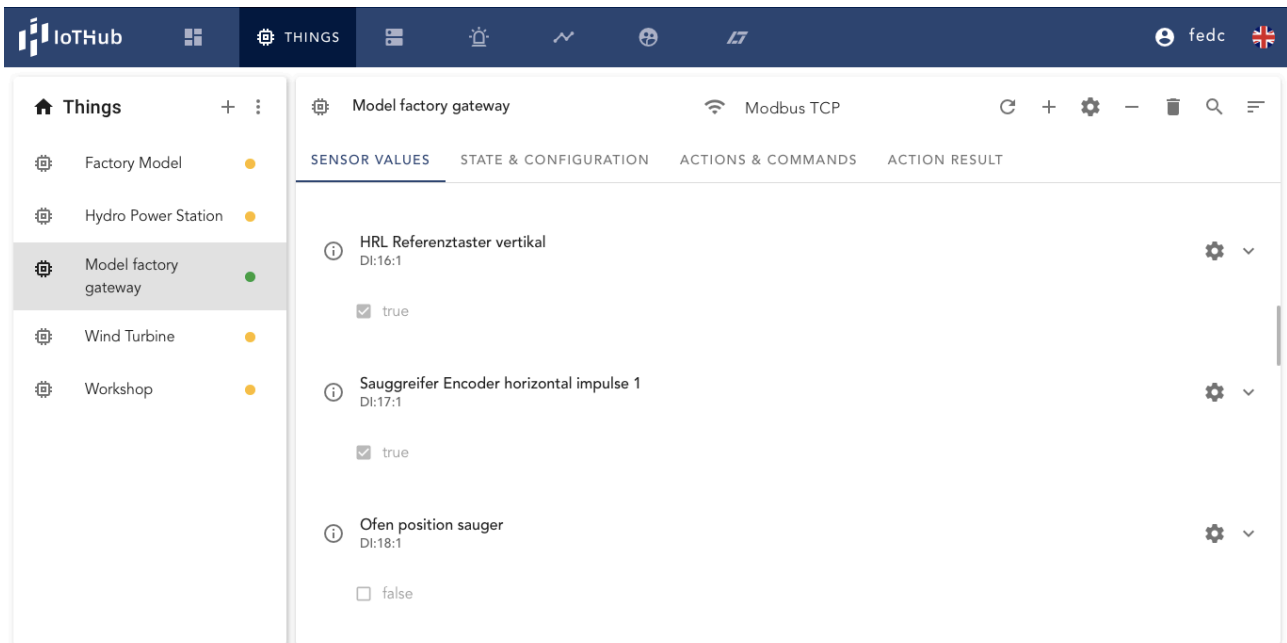 IoTHub
THINGS
fedc
Things
Factory Model
Hydro Power Station
Model factory
gateway
Wind Turbine
Workshop
Model factory gateway
Modbus TCP
SENSOR VALUES STATE & CONFIGURATION ACTIONS & COMMANDS ACTION RESULT
HRL Referenztaster vertikal
DI:16:1
true
Sauggreifer Encoder horizontal impulse 1
DI:17:1
true
Ofen position sauger
DI:18:1
false